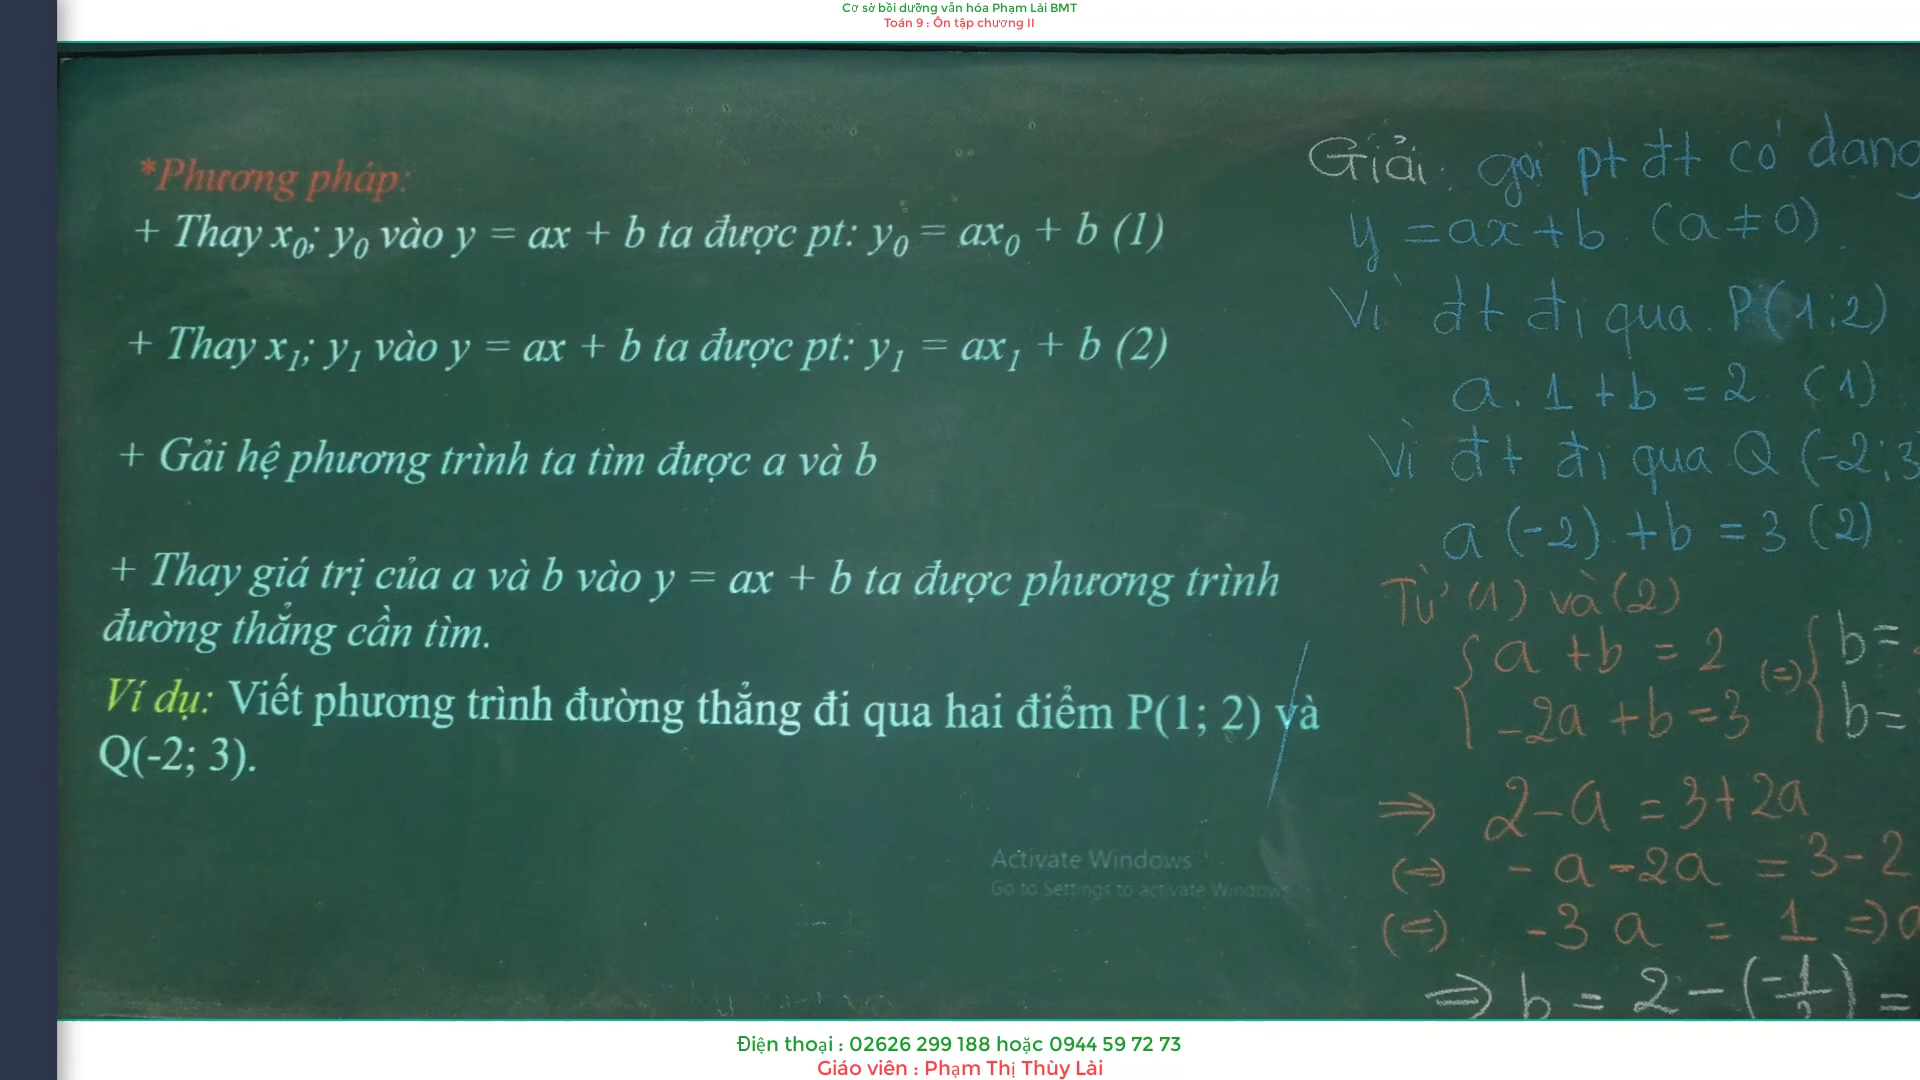 Cơ sở bồi dưỡng văn hóa Phạm Lài BMT
Toán 9 : Ôn tập chương II
*Phương pháp:
+ Thay x₀; y₀ vào y = ax + b ta được pt: y₀ = ax₀ + b (1)
+ Thay x₁; y₁ vào y = ax + b ta được pt: y₁ = ax₁ + b (2)
+ Gải hệ phương trình ta tìm được a và b
+ Thay giá trị của a và b vào y = ax + b ta được phương trình
đường thẳng cần tìm.
Ví dụ: Viết phương trình đường thẳng đi qua hai điểm P(1; 2) và
Q(-2; 3).
Activate Windows
Go to Settings to activate Windows
Giải: gọi pt đt có dạng
y = ax + b (a ≠ 0)
Vì đt đi qua P(1;2)
a. 1 + b = 2 (1)
Vì đt đi qua Q (-2;3
a (-2) + b = 3 (2)
Từ (1) và (2)
{ a + b = 2 (=) { b =
{ -2a + b = 3 { b =
=> 2 - a = 3 + 2a
(=) - a - 2a = 3 - 2
(=) -3a = 1 => a
=> b = 2 - (-1/3) =
Điện thoại : 02626 299 188 hoặc 0944 59 72 73
Giáo viên : Phạm Thị Thùy Lài